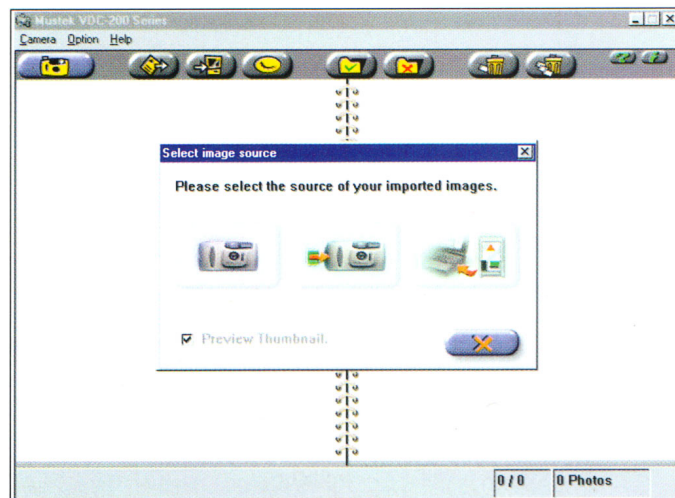 Mustek VDC-200 Series
Camera Option Help
Select image source
Please select the source of your imported images.
Preview Thumbnail.
0 / 0
0 Photos